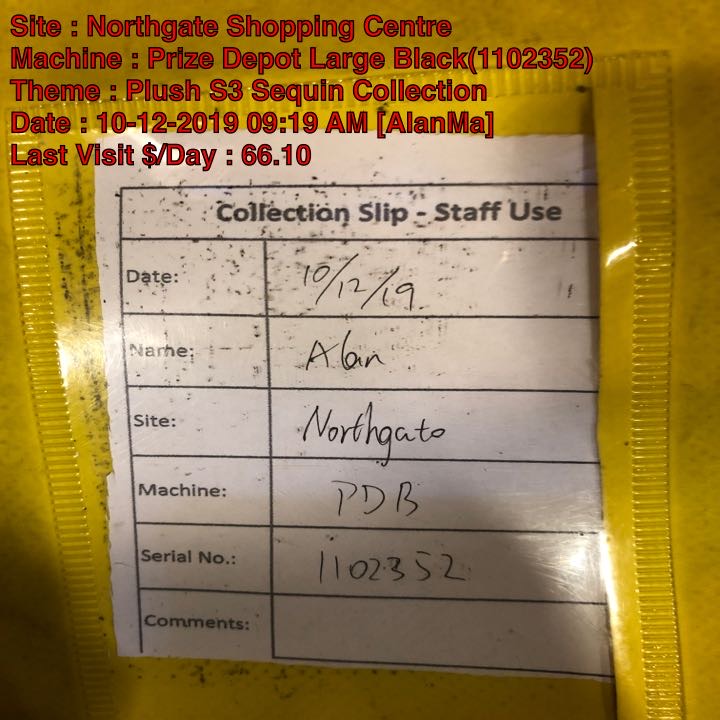 Site : Northgate Shopping Centre
Machine : Prize Depot Large Black(1102352)
Theme : Plush S3 Sequin Collection
Date : 10-12-2019 09:19 AM [AlanMa]
Last Visit $/Day : 66.10
Collection Slip - Staff Use
Date: 10/12/19
Name: Alan
Site: Northgate
Machine: PDB
Serial No.: 1102352
Comments: